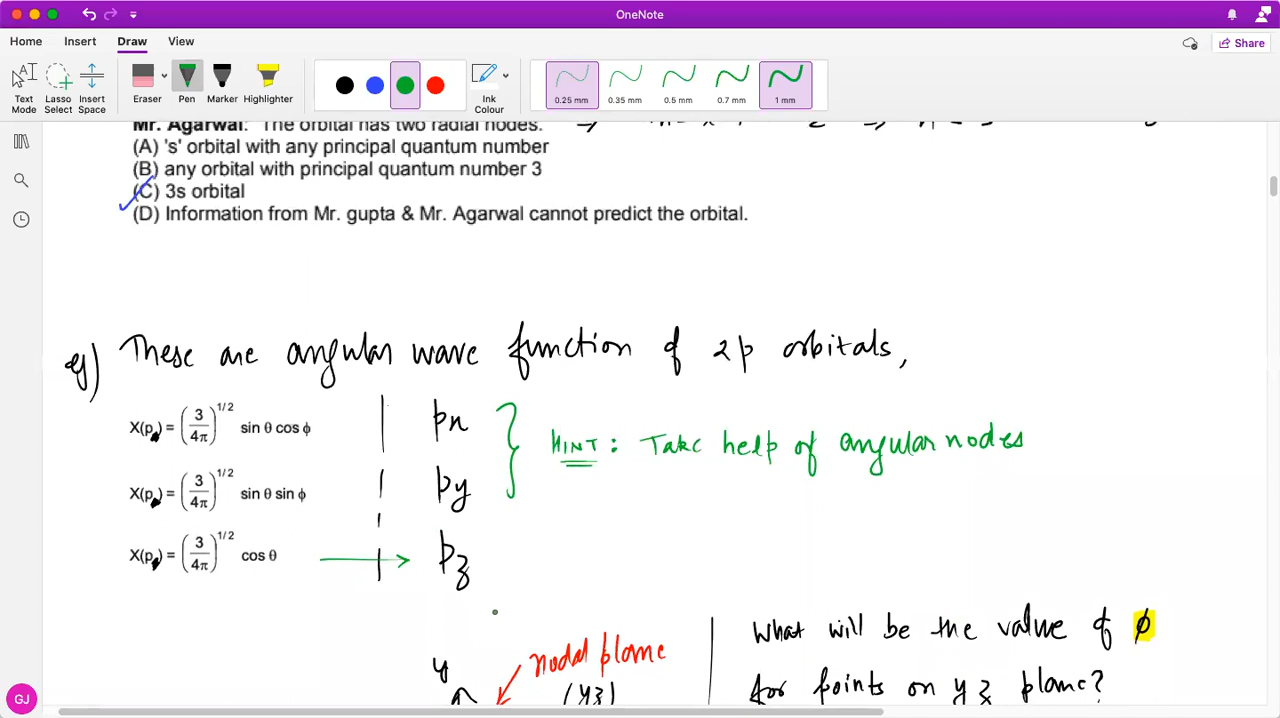 OneNote
Home Insert Draw View
Share
Text Mode
Lasso Select
Insert Space
Eraser
Pen
Marker
Highlighter
Ink Colour
0.25 mm
0.35 mm
0.5 mm
0.7 mm
1 mm
Mr. Agarwal: The orbital has two radial nodes.
(A) 's' orbital with any principal quantum number
(B) any orbital with principal quantum number 3
(C) 3s orbital
(D) Information from Mr. gupta & Mr. Agarwal cannot predict the orbital.
eg) These are angular wave function of 2p orbitals,
X(p ) = (3/4π)^1/2 sin θ cos ϕ | px
HINT: Take help of angular nodes
X(p ) = (3/4π)^1/2 sin θ sin ϕ | py
X(p ) = (3/4π)^1/2 cos θ → pz
What will be the value of ϕ
for points on yz plane?
y
nodal plane
(yz)
GJ